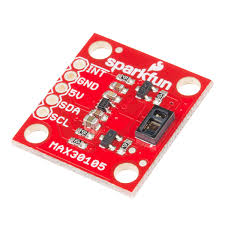 sparkfun
INT
GND
5V
SDA
SCL
MAX30105